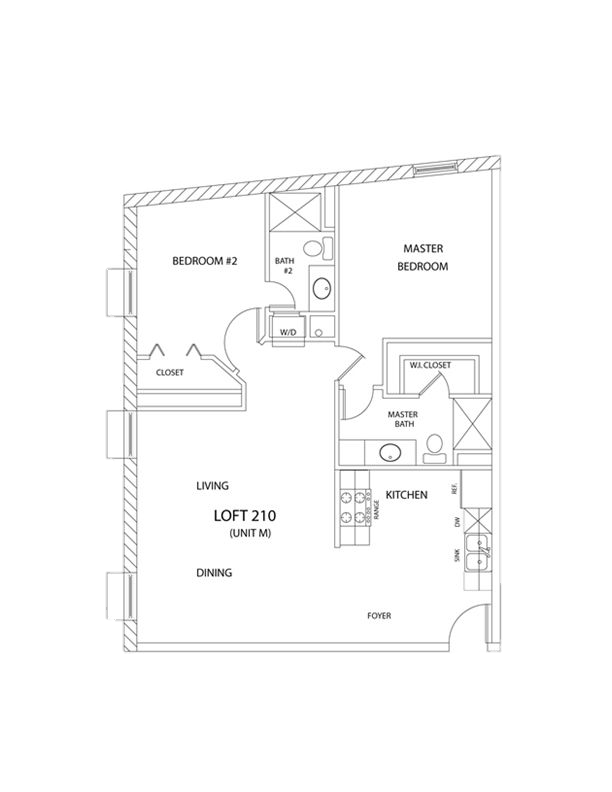 MASTER
BEDROOM
BEDROOM #2
BATH
#2
W/D
W.I. CLOSET
CLOSET
MASTER
BATH
LIVING
KITCHEN
REF.
RANGE
LOFT 210
(UNIT M)
DW
SINK
DINING
FOYER